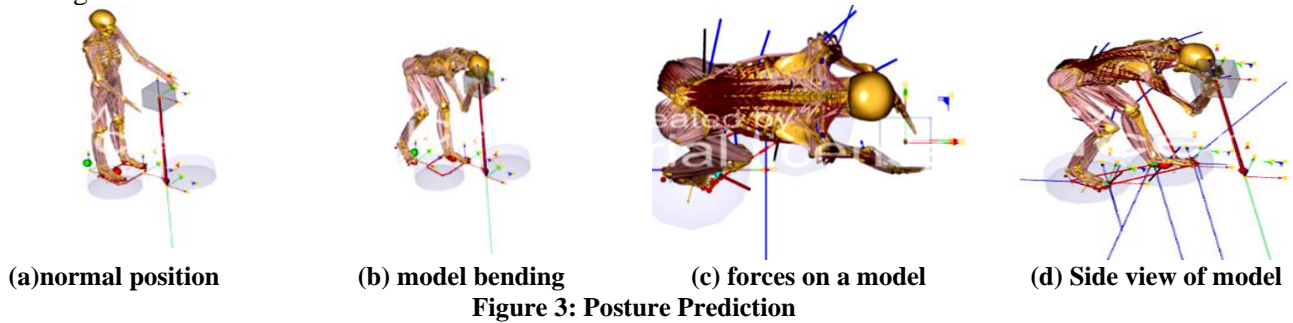 (a)normal position (b) model bending (c) forces on a model (d) Side view of model
Figure 3: Posture Prediction